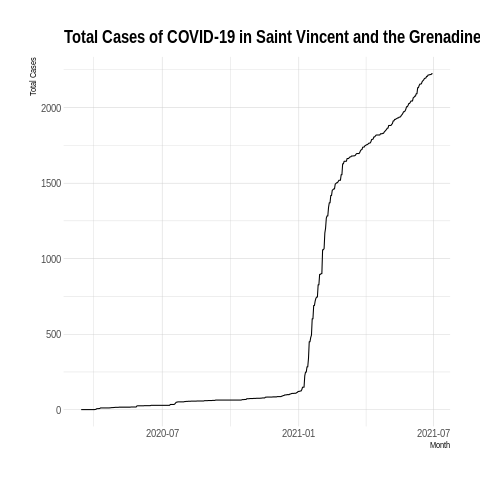 Total Cases of COVID-19 in Saint Vincent and the Grenadine
Total Cases
2000
1500
1000
500
0
2020-07
2021-01
2021-07
Month